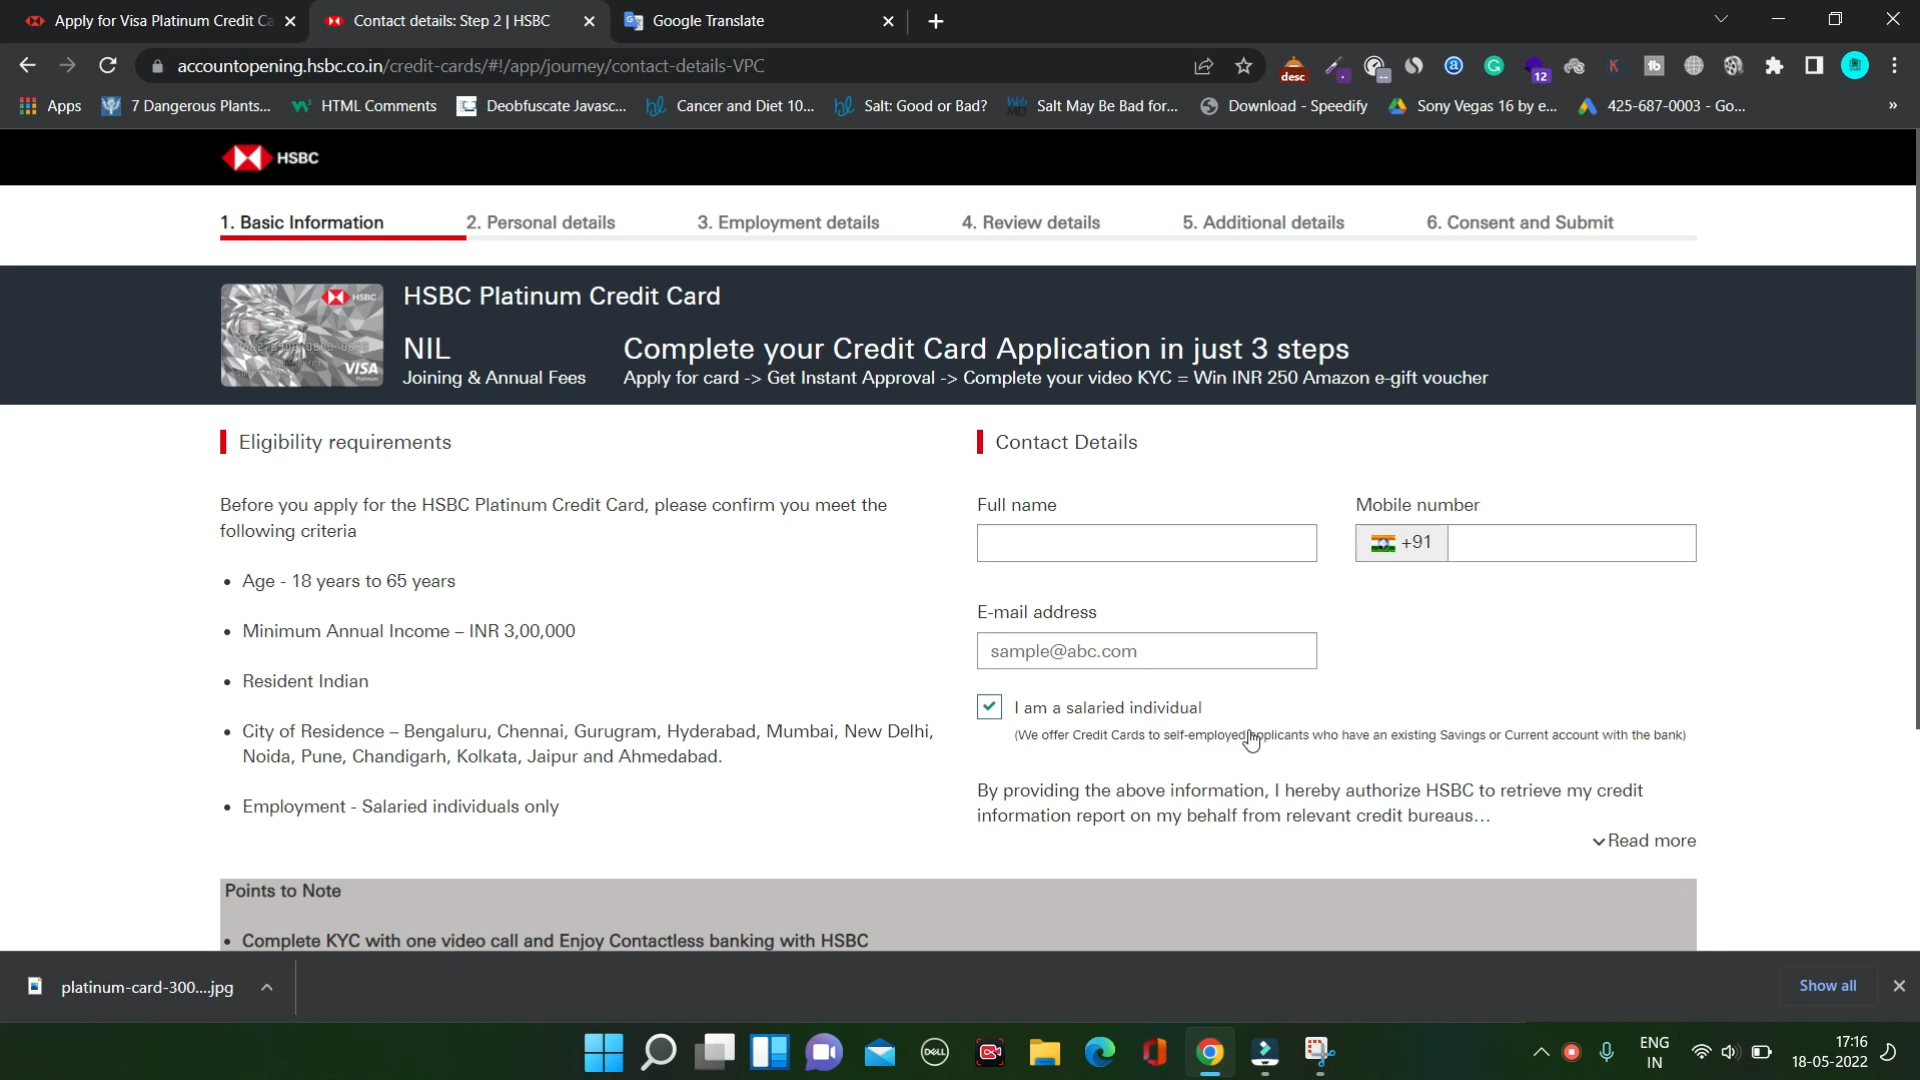 Apply for Visa Platinum Credit Ca
Contact details: Step 2 | HSBC
Google Translate
accountopening.hsbc.co.in/credit-cards/#!/app/journey/contact-details-VPC
desc
12
Apps
7 Dangerous Plants...
HTML Comments
Deobfuscate Javasc...
Cancer and Diet 10...
Salt: Good or Bad?
Salt May Be Bad for...
Download - Speedify
Sony Vegas 16 by e...
425-687-0003 - Go...
»
HSBC
1. Basic Information
2. Personal details
3. Employment details
4. Review details
5. Additional details
6. Consent and Submit
HSBC
VISA
Platinum
HSBC Platinum Credit Card
NIL
Joining & Annual Fees
Complete your Credit Card Application in just 3 steps
Apply for card -> Get Instant Approval -> Complete your video KYC = Win INR 250 Amazon e-gift voucher
Eligibility requirements
Before you apply for the HSBC Platinum Credit Card, please confirm you meet the
following criteria
• Age - 18 years to 65 years
• Minimum Annual Income – INR 3,00,000
• Resident Indian
• City of Residence – Bengaluru, Chennai, Gurugram, Hyderabad, Mumbai, New Delhi,
Noida, Pune, Chandigarh, Kolkata, Jaipur and Ahmedabad.
• Employment - Salaried individuals only
Contact Details
Full name
Mobile number
+91
E-mail address
sample@abc.com
I am a salaried individual
(We offer Credit Cards to self-employed applicants who have an existing Savings or Current account with the bank)
By providing the above information, I hereby authorize HSBC to retrieve my credit
information report on my behalf from relevant credit bureaus...
Read more
Points to Note
• Complete KYC with one video call and Enjoy Contactless banking with HSBC
platinum-card-300....jpg
Show all
DELL
ENG
IN
17:16
18-05-2022